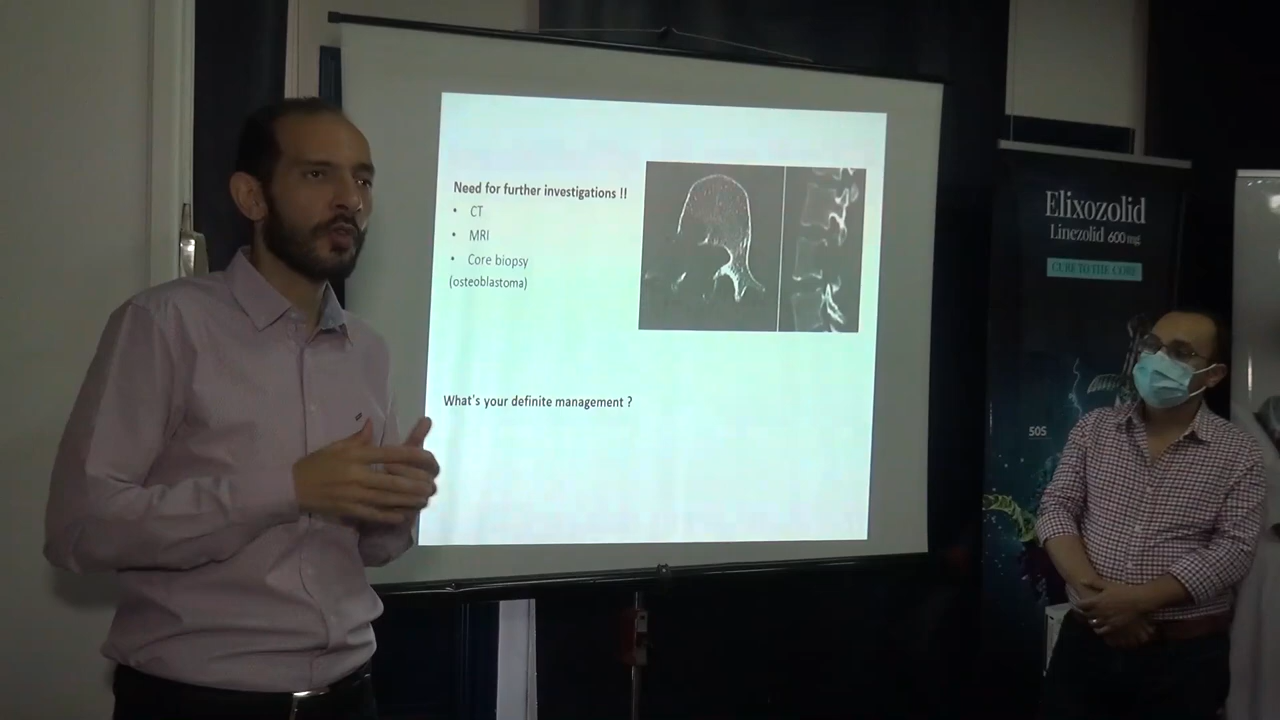 Need for further investigations !!
• CT
• MRI
• Core biopsy
(osteoblastoma)
What's your definite management ?
Elixozolid
Linezolid 600 mg
CURE TO THE CORE
SOS